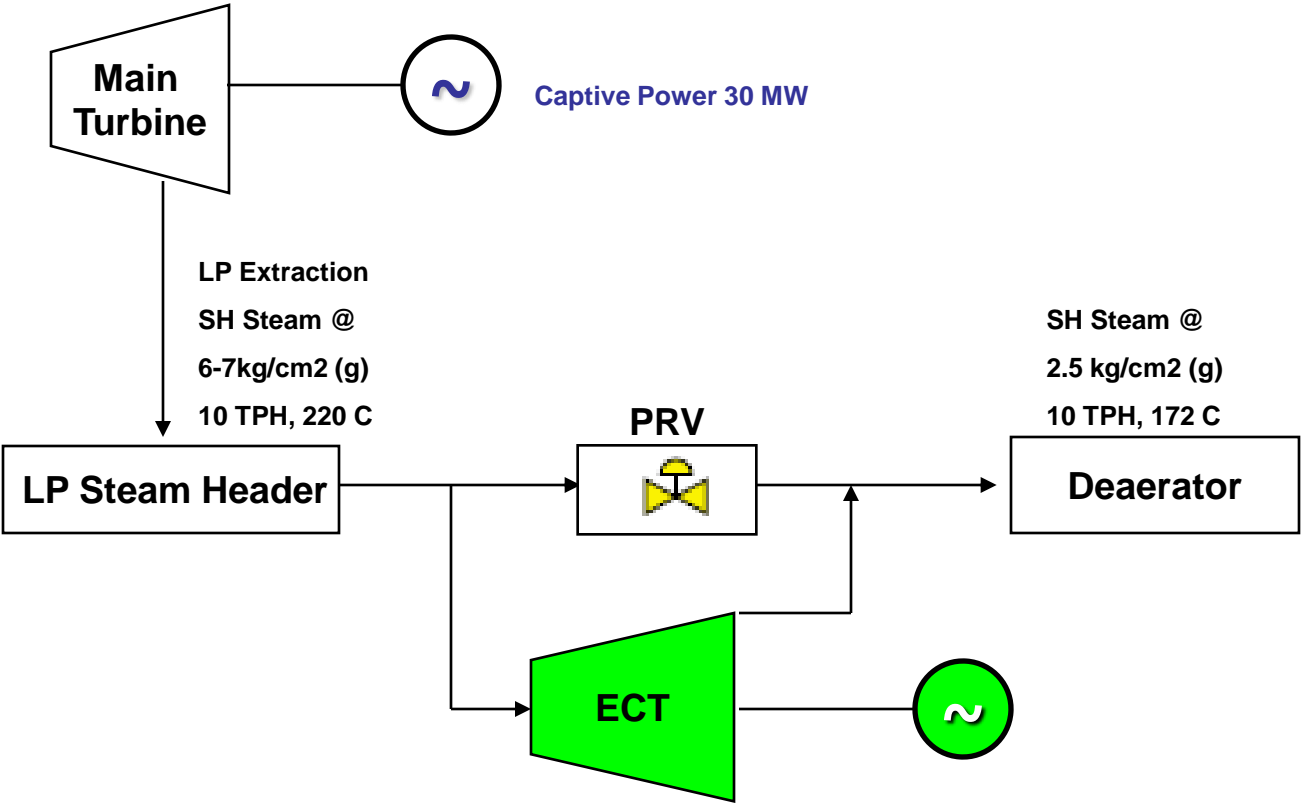 Main
Turbine
~
Captive Power 30 MW
LP Extraction
SH Steam @
6-7kg/cm2 (g)
10 TPH, 220 C
SH Steam @
2.5 kg/cm2 (g)
10 TPH, 172 C
PRV
LP Steam Header
Deaerator
ECT
~